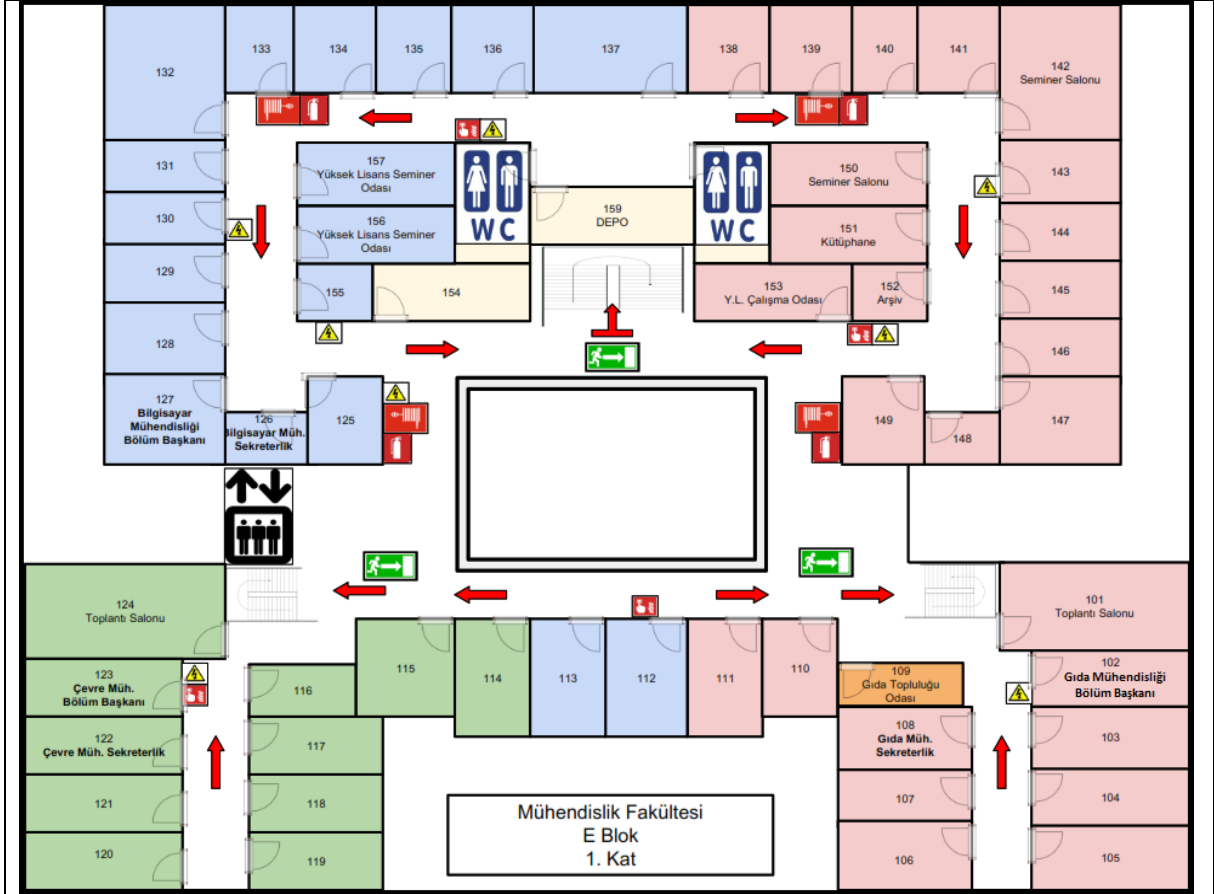 132
133
134
135
136
137
138
139
140
141
142
Seminer Salonu
131
157
Yüksek Lisans Seminer
Odası
WC
159
DEPO
WC
150
Seminer Salonu
143
130
156
Yüksek Lisans Seminer
Odası
151
Kütüphane
144
129
155
154
153
Y.L. Çalışma Odası
152
Arşiv
145
128
146
127
Bilgisayar
Mühendisliği
Bölüm Başkanı
126
Bilgisayar Müh.
Sekreterlik
125
149
148
147
124
Toplantı Salonu
101
Toplantı Salonu
123
Çevre Müh.
Bölüm Başkanı
116
115
114
113
112
111
110
109
Gıda Topluluğu
Odası
102
Gıda Mühendisliği
Bölüm Başkanı
122
Çevre Müh. Sekreterlik
117
108
Gıda Müh.
Sekreterlik
103
121
118
107
104
120
119
106
105
Mühendislik Fakültesi
E Blok
1. Kat